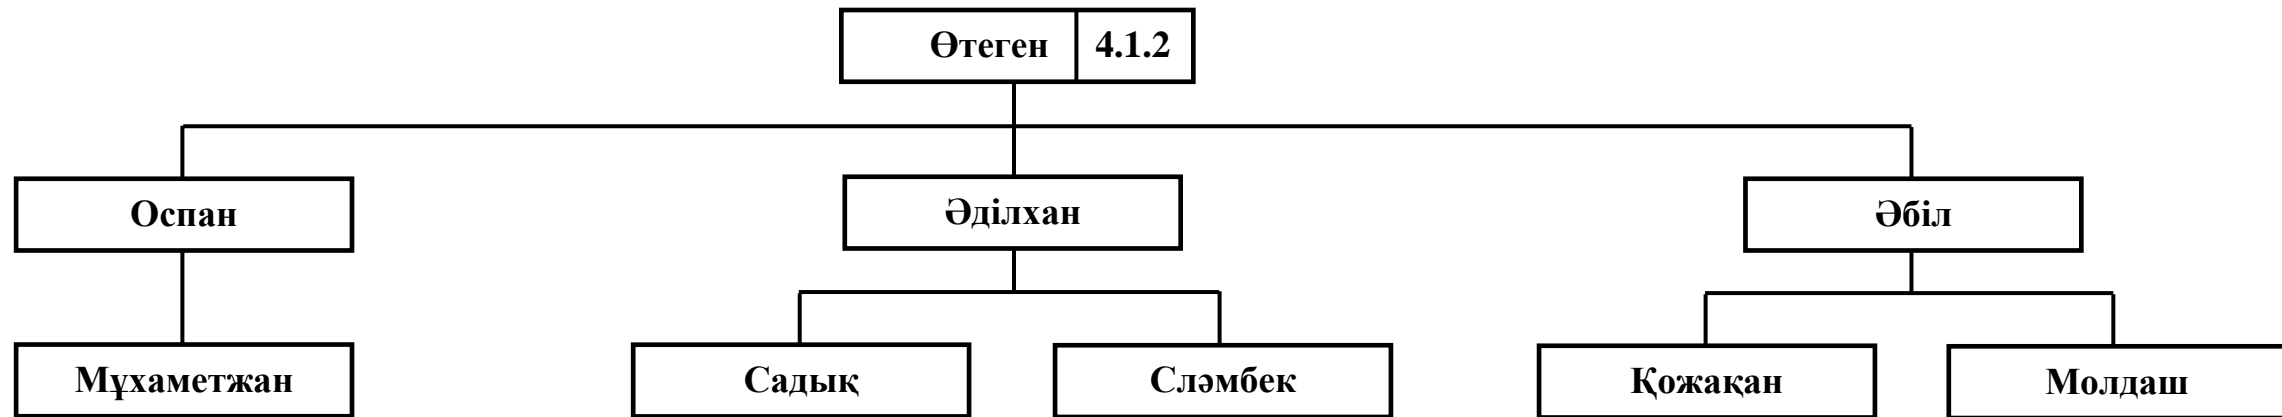 Өтеген 4.1.2
Оспан Әділхан Әбіл
Мұхаметжан Садық Сләмбек Қожақан Молдаш